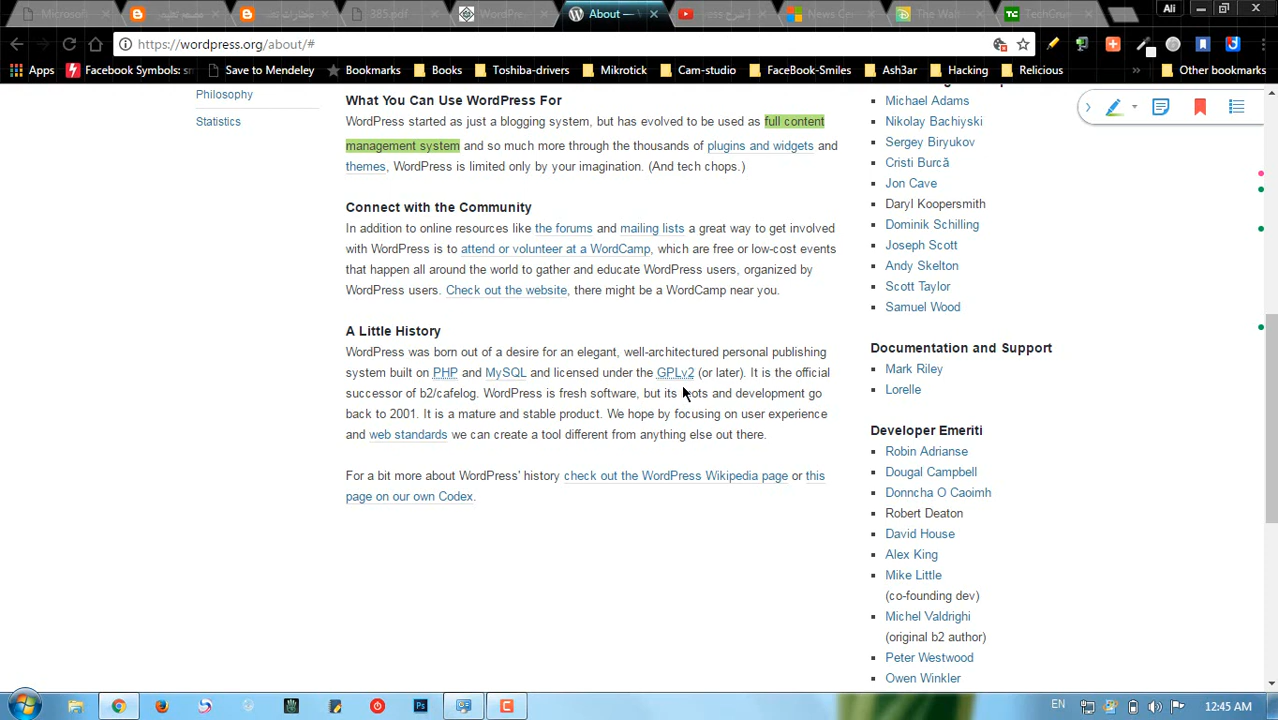 Microsoft
385.pdf
WordPre
About —
News C
The Walt
TechCrun
Ali
https://wordpress.org/about/#
Apps
Facebook Symbols: sn
Save to Mendeley
Bookmarks
Books
Toshiba-drivers
Mikrotick
Cam-studio
FaceBook-Smiles
Ash3ar
Hacking
Relicious
»
Other bookmarks
Philosophy
Statistics
What You Can Use WordPress For
WordPress started as just a blogging system, but has evolved to be used as full content
management system and so much more through the thousands of plugins and widgets and
themes, WordPress is limited only by your imagination. (And tech chops.)
Connect with the Community
In addition to online resources like the forums and mailing lists a great way to get involved
with WordPress is to attend or volunteer at a WordCamp, which are free or low-cost events
that happen all around the world to gather and educate WordPress users, organized by
WordPress users. Check out the website, there might be a WordCamp near you.
A Little History
WordPress was born out of a desire for an elegant, well-architectured personal publishing
system built on PHP and MySQL and licensed under the GPLv2 (or later). It is the official
successor of b2/cafelog. WordPress is fresh software, but its roots and development go
back to 2001. It is a mature and stable product. We hope by focusing on user experience
and web standards we can create a tool different from anything else out there.
For a bit more about WordPress' history check out the WordPress Wikipedia page or this
page on our own Codex.
Michael Adams
Nikolay Bachiyski
Sergey Biryukov
Cristi Burcă
Jon Cave
Daryl Koopersmith
Dominik Schilling
Joseph Scott
Andy Skelton
Scott Taylor
Samuel Wood
Documentation and Support
Mark Riley
Lorelle
Developer Emeriti
Robin Adrianse
Dougal Campbell
Donncha O Caoimh
Robert Deaton
David House
Alex King
Mike Little
(co-founding dev)
Michel Valdrighi
(original b2 author)
Peter Westwood
Owen Winkler
Ps
EN
12:45 AM